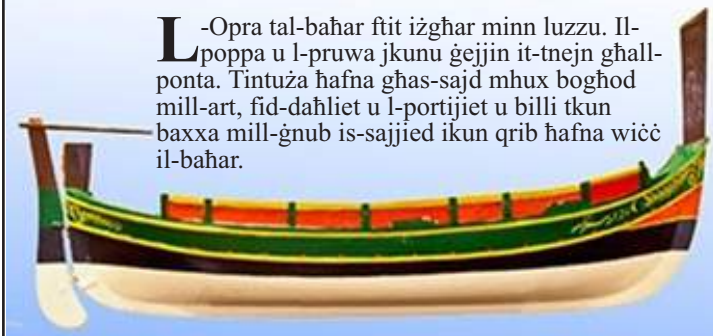 L-Opra tal-baħar ftit iżgħar minn luzzu. Il-
poppa u l-pruwa jkunu ġejjin it-tnejn għall-
ponta. Tintuża ħafna għas-sajd mhux bogħod
mill-art, fid-daħliet u l-portijiet u billi tkun
baxxa mill-ġnub is-sajjied ikun qrib ħafna wiċċ
il-baħar.